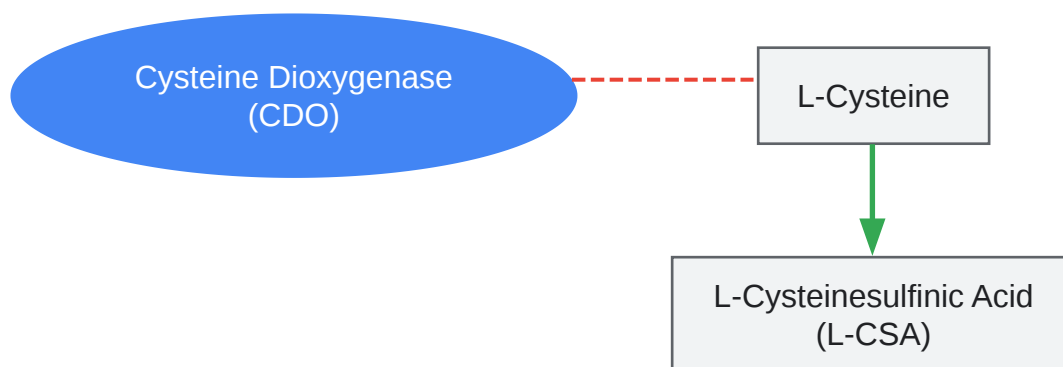 Cysteine Dioxygenase
(CDO)
L-Cysteine
L-Cysteinesulfinic Acid
(L-CSA)